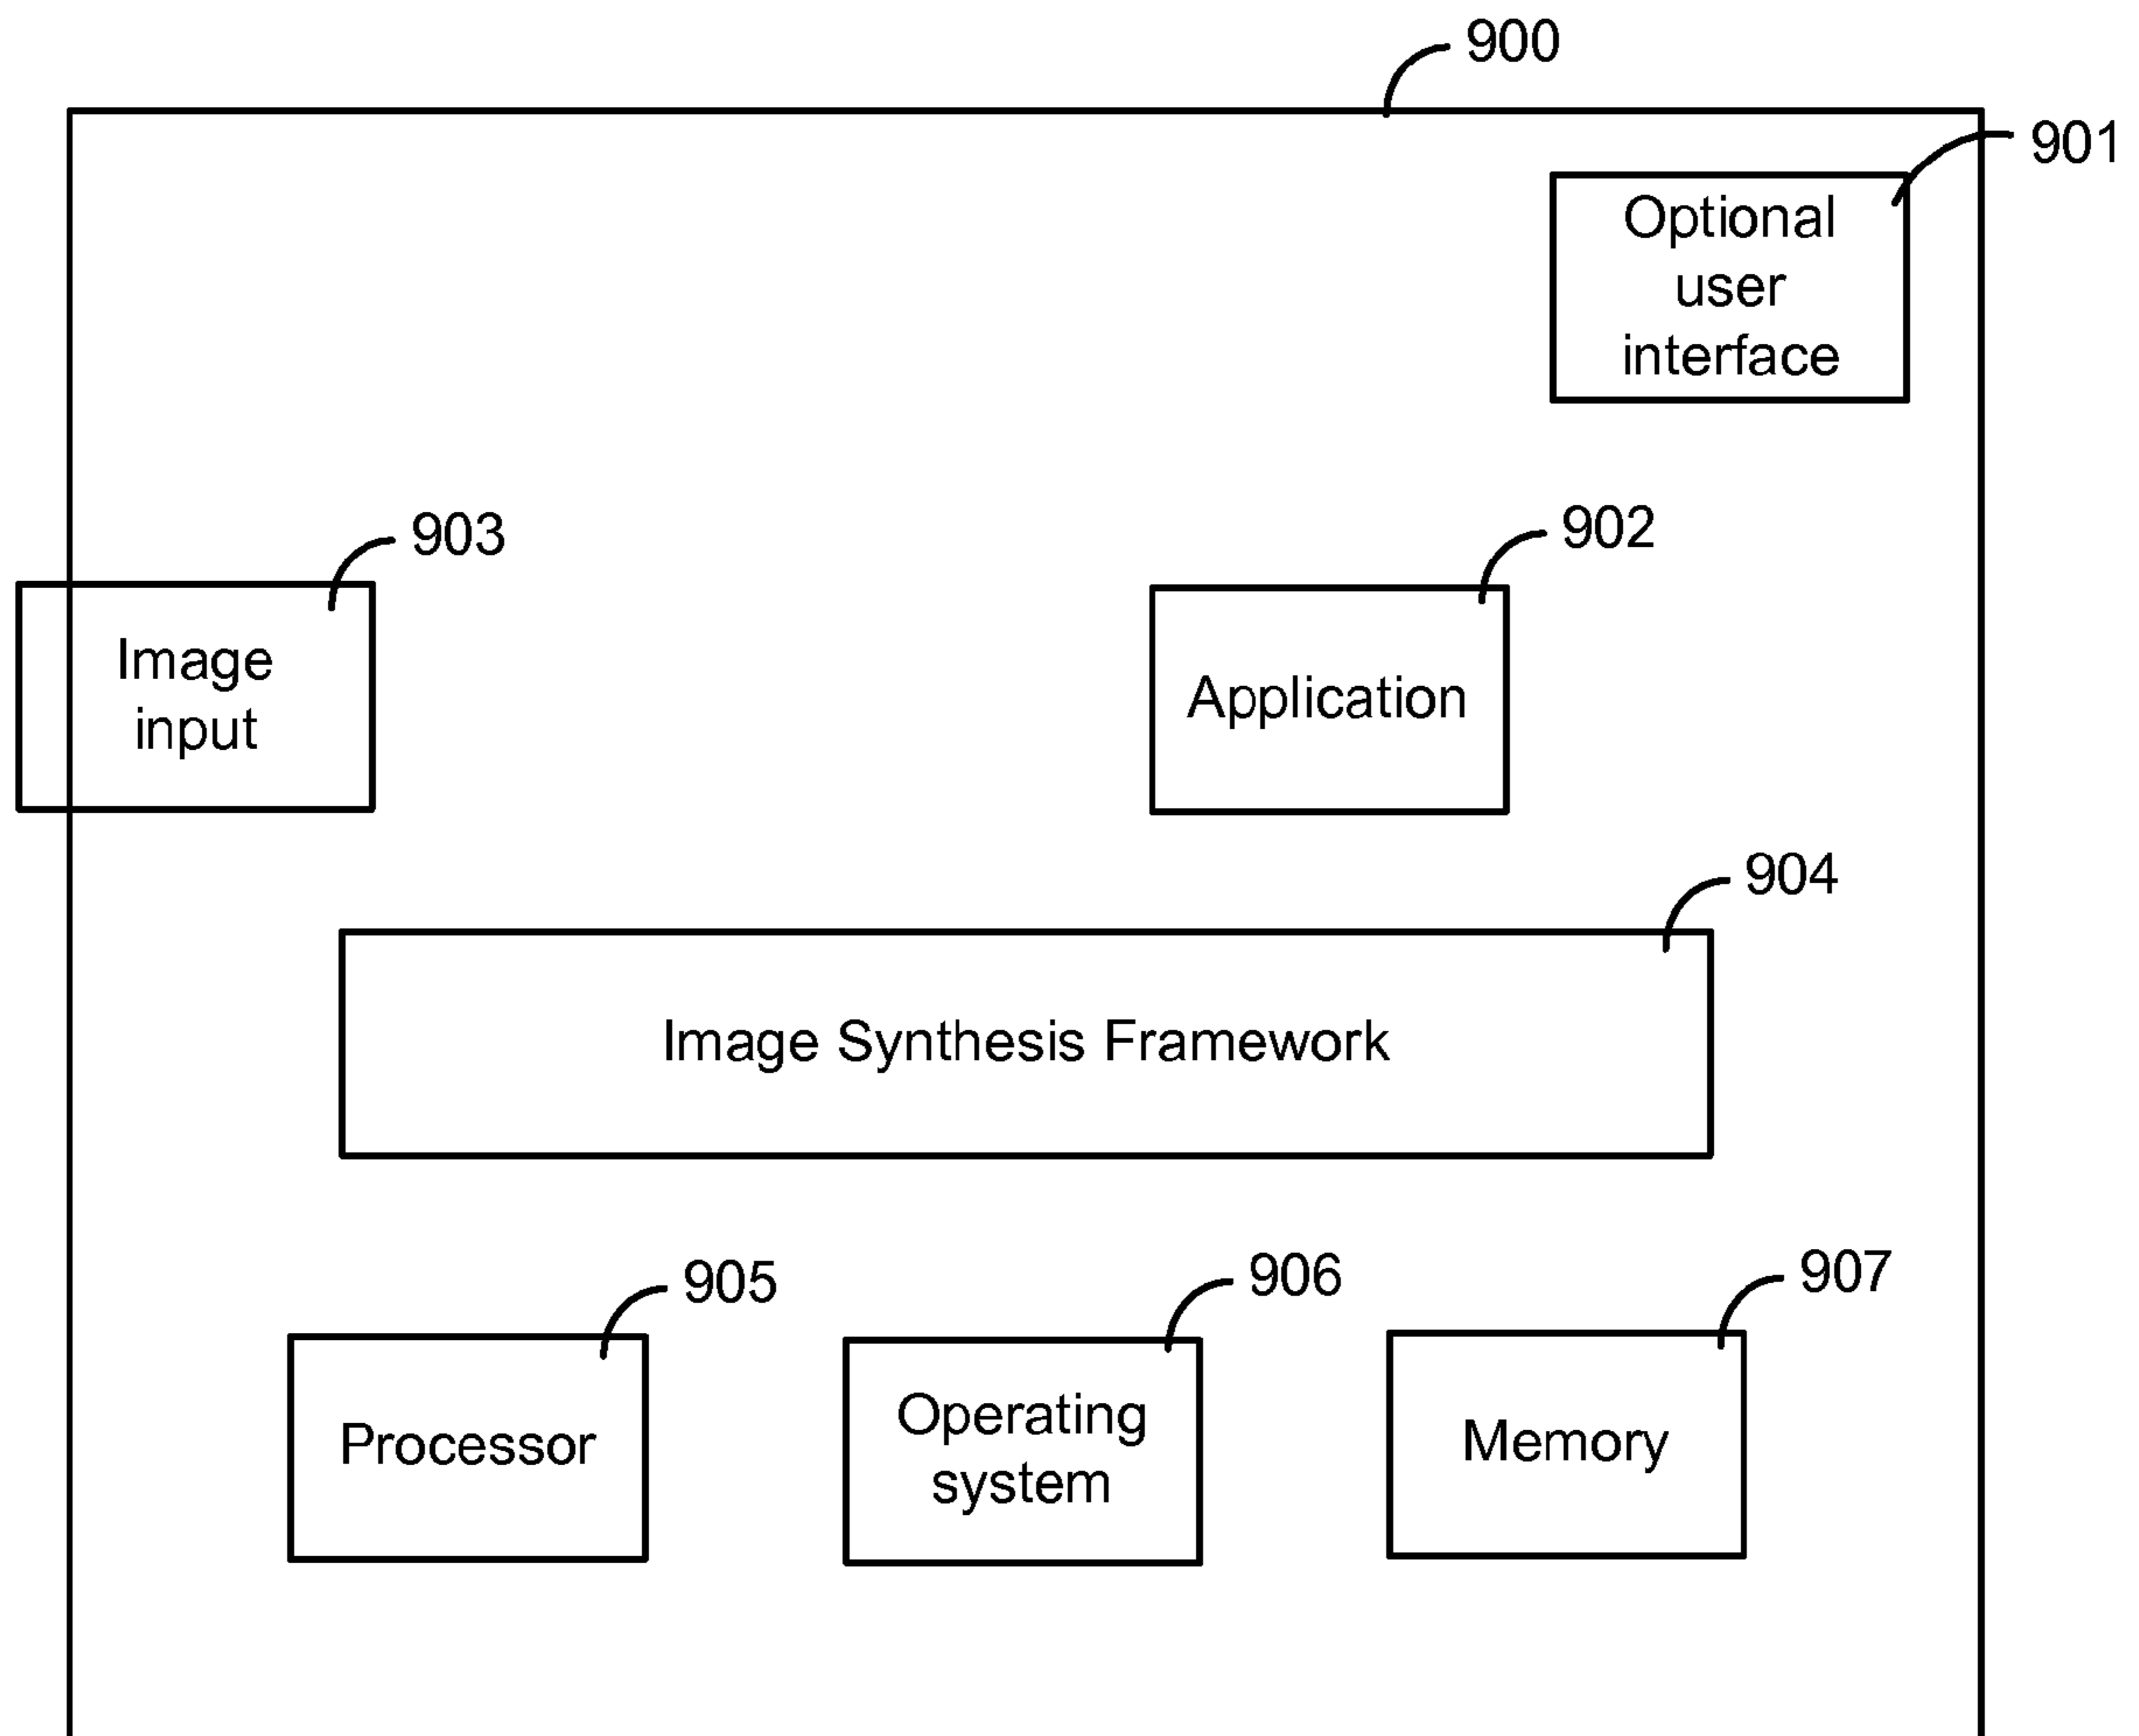 900
901
Optional
user
interface
903
902
Image
input
Application
904
Image Synthesis Framework
905
906
907
Processor
Operating
system
Memory